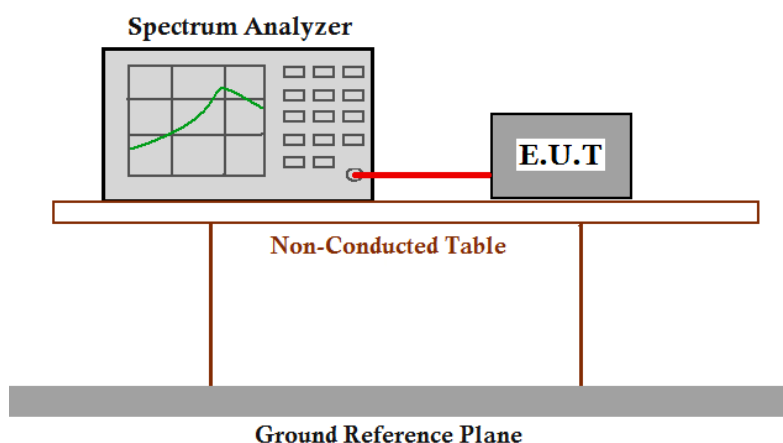 Spectrum Analyzer
E.U.T
Non-Conducted Table
Ground Reference Plane